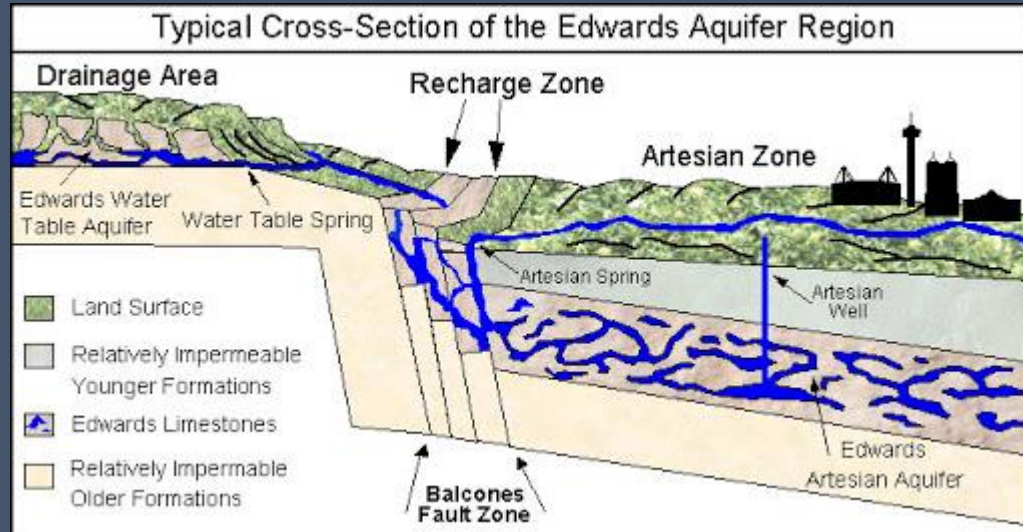 Typical Cross-Section of the Edwards Aquifer Region
Drainage Area
Recharge Zone
Artesian Zone
Edwards Water
Table Aquifer
Water Table Spring
Artesian Spring
Artesian
Well
Land Surface
Relatively Impermeable
Younger Formations
Edwards Limestones
Relatively Impermable
Older Formations
Balcones
Fault Zone
Edwards
Artesian Aquifer